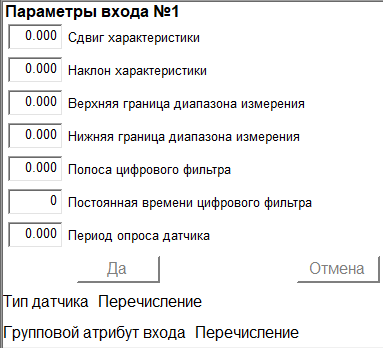 Параметры входа №1
0.000 Сдвиг характеристики
0.000 Наклон характеристики
0.000 Верхняя граница диапазона измерения
0.000 Нижняя граница диапазона измерения
0.000 Полоса цифрового фильтра
0 Постоянная времени цифрового фильтра
0.000 Период опроса датчика
Да Отмена
Тип датчика Перечисление
Групповой атрибут входа Перечисление